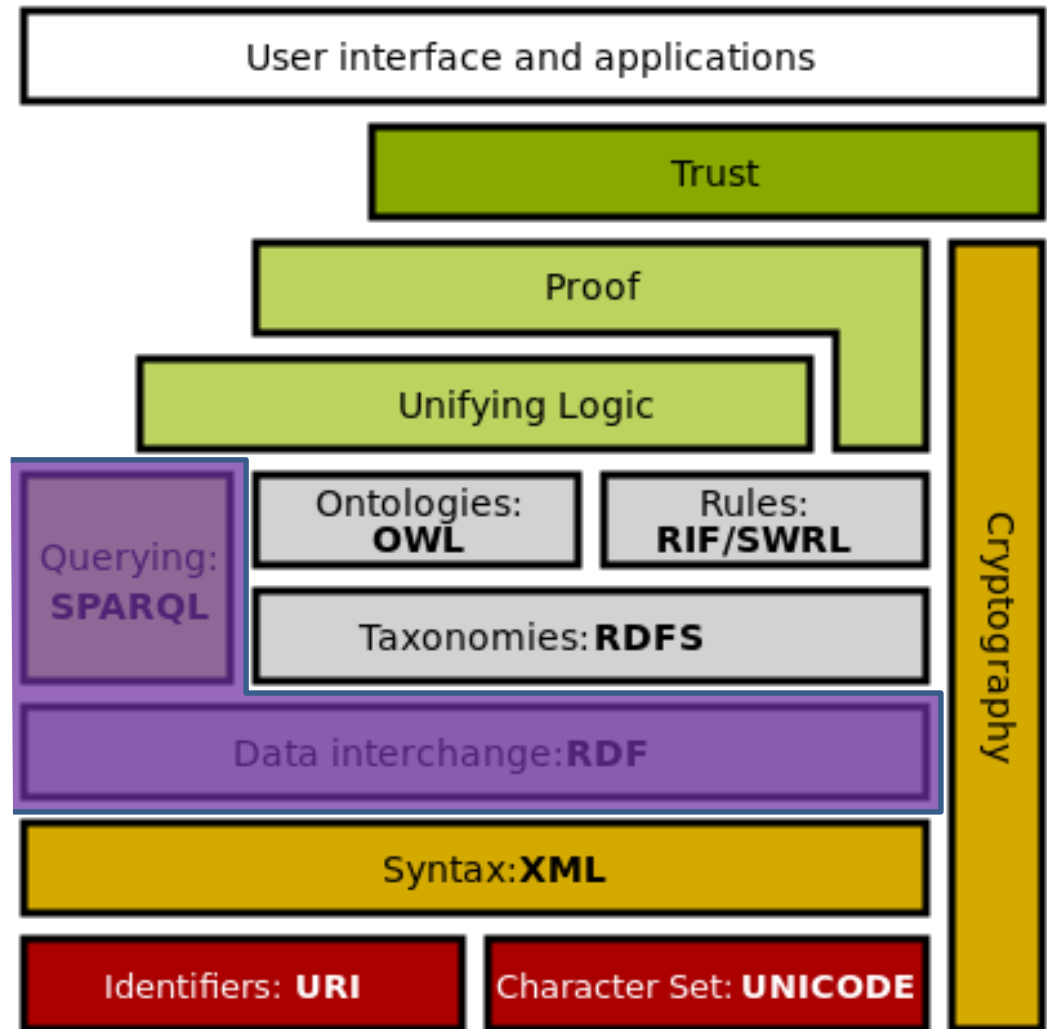 User interface and applications
Trust
Proof
Unifying Logic
Ontologies:
OWL
Rules:
RIF/SWRL
Querying:
SPARQL
Taxonomies: RDFS
Data interchange: RDF
Syntax: XML
Identifiers: URI
Character Set: UNICODE
Cryptography